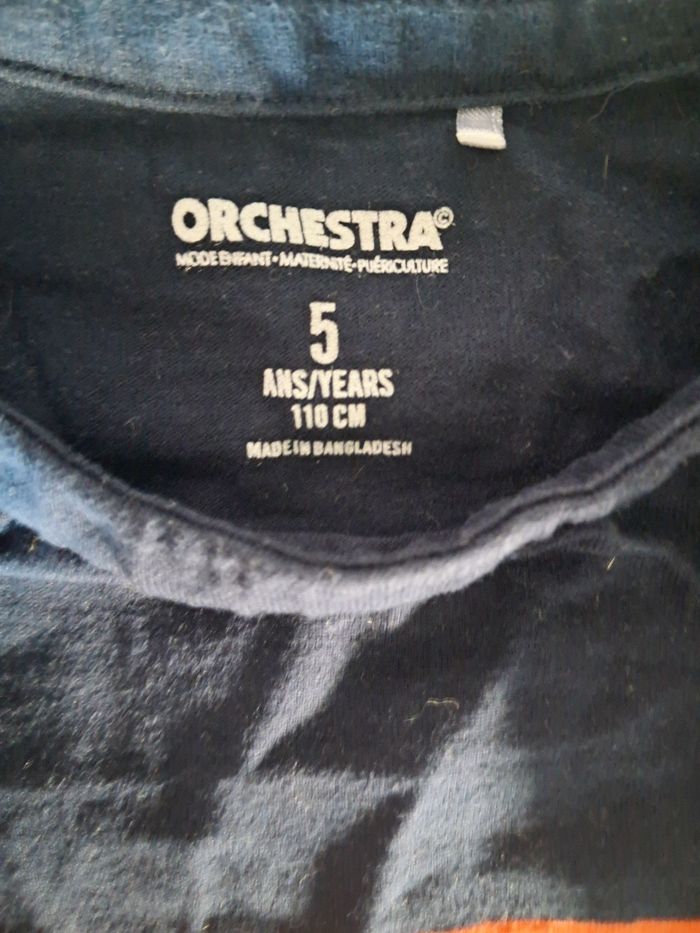 ORCHESTRA©
MODE ENFANT•MATERNITÉ•PUÉRICULTURE
5
ANS/YEARS
110 CM
MADE IN BANGLADESH